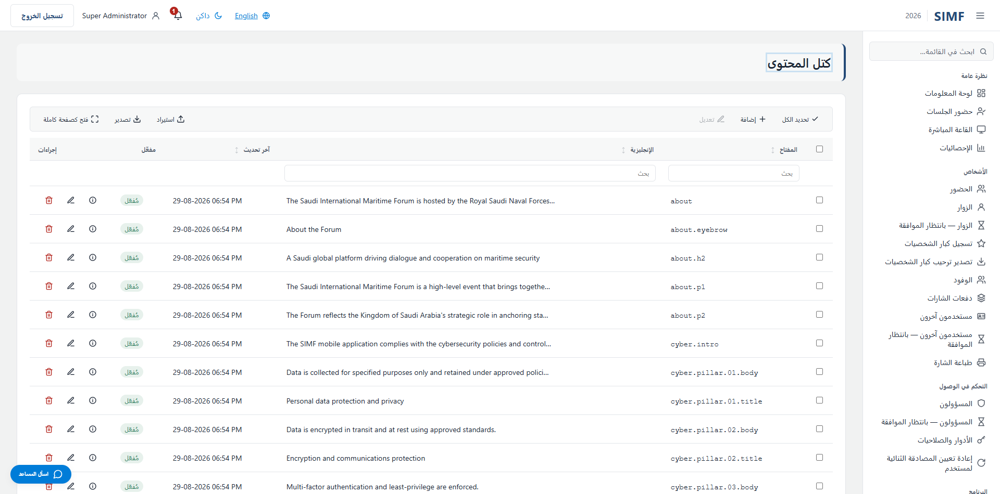 SIMF
2026
English
داكن
1
Super Administrator
تسجيل الخروج
ابحث في القائمة...
نظرة عامة
لوحة المعلومات
حضور الجلسات
القاعة المباشرة
الإحصائيات
الأشخاص
الحضور
الزوار
الزوار — بانتظار الموافقة
تسجيل كبار الشخصيات
تصدير ترحيب كبار الشخصيات
الوفود
دفعات الشارات
مستخدمون آخرون
مستخدمون آخرون — بانتظار
الموافقة
طباعة الشارة
التحكم في الوصول
المسؤولون
المسؤولون — بانتظار الموافقة
الأدوار والصلاحيات
إعادة تعيين المصادقة الثنائية
لمستخدم
البرنامج
كتل المحتوى
تحديد الكل
إضافة
تعديل
استيراد
تصدير
فتح كصفحة كاملة
المفتاح الإنجليزية آخر تحديث مفعّل إجراءات
بحث بحث
about The Saudi International Maritime Forum is hosted by the Royal Saudi Naval Forces... 29-08-2026 06:54 PM مُفعّل
about.eyebrow About the Forum 29-08-2026 06:54 PM مُفعّل
about.h2 A Saudi global platform driving dialogue and cooperation on maritime security 29-08-2026 06:54 PM مُفعّل
about.p1 The Saudi International Maritime Forum is a high-level event that brings togethe... 29-08-2026 06:54 PM مُفعّل
about.p2 The Forum reflects the Kingdom of Saudi Arabia's strategic role in anchoring sta... 29-08-2026 06:54 PM مُفعّل
cyber.intro The SIMF mobile application complies with the cybersecurity policies and control... 29-08-2026 06:54 PM مُفعّل
cyber.pillar.01.body Data is collected for specified purposes only and retained under approved polici... 29-08-2026 06:54 PM مُفعّل
cyber.pillar.01.title Personal data protection and privacy 29-08-2026 06:54 PM مُفعّل
cyber.pillar.02.body Data is encrypted in transit and at rest using approved standards. 29-08-2026 06:54 PM مُفعّل
cyber.pillar.02.title Encryption and communications protection 29-08-2026 06:54 PM مُفعّل
cyber.pillar.03.body Multi-factor authentication and least-privilege are enforced. 29-08-2026 06:54 PM مُفعّل
اسأل المساعد